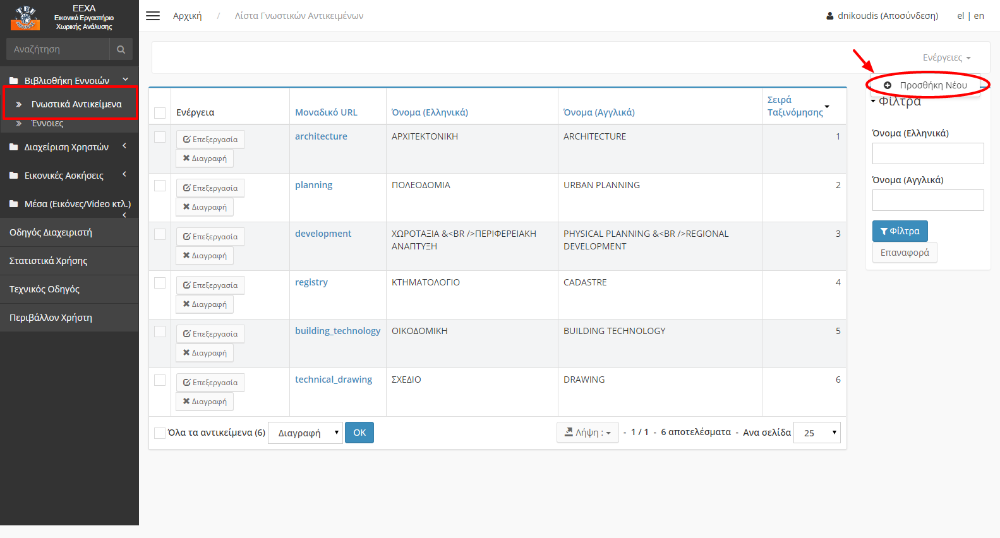 ΕΕΧΑ
Εικονικό Εργαστήριο
Χωρικής Ανάλυσης
Αναζήτηση
Βιβλιοθήκη Εννοιών
Γνωστικά Αντικείμενα
Έννοιες
Διαχείριση Χρηστών
Εικονικές Ασκήσεις
Μέσα (Εικόνες/Video κτλ.)
Οδηγός Διαχειριστή
Στατιστικά Χρήσης
Τεχνικός Οδηγός
Περιβάλλον Χρήστη
Αρχική / Λίστα Γνωστικών Αντικειμένων
dnikoudis (Αποσύνδεση) el | en
Ενέργειες
Προσθήκη Νέου
Ενέργεια Μοναδικό URL Όνομα (Ελληνικά) Όνομα (Αγγλικά) Σειρά
Ταξινόμησης
Επεξεργασία architecture ΑΡΧΙΤΕΚΤΟΝΙΚΗ ARCHITECTURE 1
Διαγραφή
Επεξεργασία planning ΠΟΛΕΟΔΟΜΙΑ URBAN PLANNING 2
Διαγραφή
Επεξεργασία development ΧΩΡΟΤΑΞΙΑ &<BR />ΠΕΡΙΦΕΡΕΙΑΚΗ PHYSICAL PLANNING &<BR />REGIONAL 3
Διαγραφή ΑΝΑΠΤΥΞΗ DEVELOPMENT
Επεξεργασία registry ΚΤΗΜΑΤΟΛΟΓΙΟ CADASTRE 4
Διαγραφή
Επεξεργασία building_technology ΟΙΚΟΔΟΜΙΚΗ BUILDING TECHNOLOGY 5
Διαγραφή
Επεξεργασία technical_drawing ΣΧΕΔΙΟ DRAWING 6
Διαγραφή
Όλα τα αντικείμενα (6) Διαγραφή OK Λήψη : - 1 / 1 - 6 αποτελέσματα - Ανα σελίδα 25
Φίλτρα
Όνομα (Ελληνικά)
Όνομα (Αγγλικά)
Φίλτρα
Επαναφορά